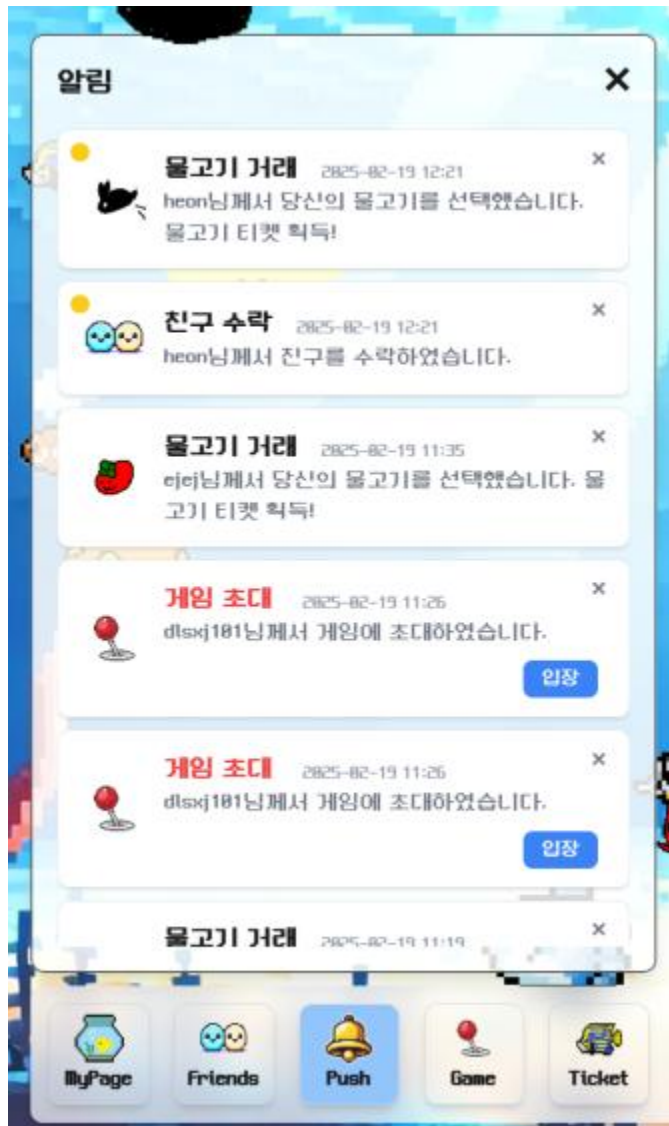 알림
물고기 거래 2025-02-19 12:21
heon님께서 당신의 물고기를 선택했습니다.
물고기 티켓 획득!
친구 수락 2025-02-19 12:21
heon님께서 친구를 수락하였습니다.
물고기 거래 2025-02-19 11:35
ejej님께서 당신의 물고기를 선택했습니다. 물
고기 티켓 획득!
게임 초대 2025-02-19 11:26
dlsxj101님께서 게임에 초대하였습니다.
입장
게임 초대 2025-02-19 11:26
dlsxj101님께서 게임에 초대하였습니다.
입장
물고기 거래 2025-02-19 11:19
MyPage Friends Push Game Ticket